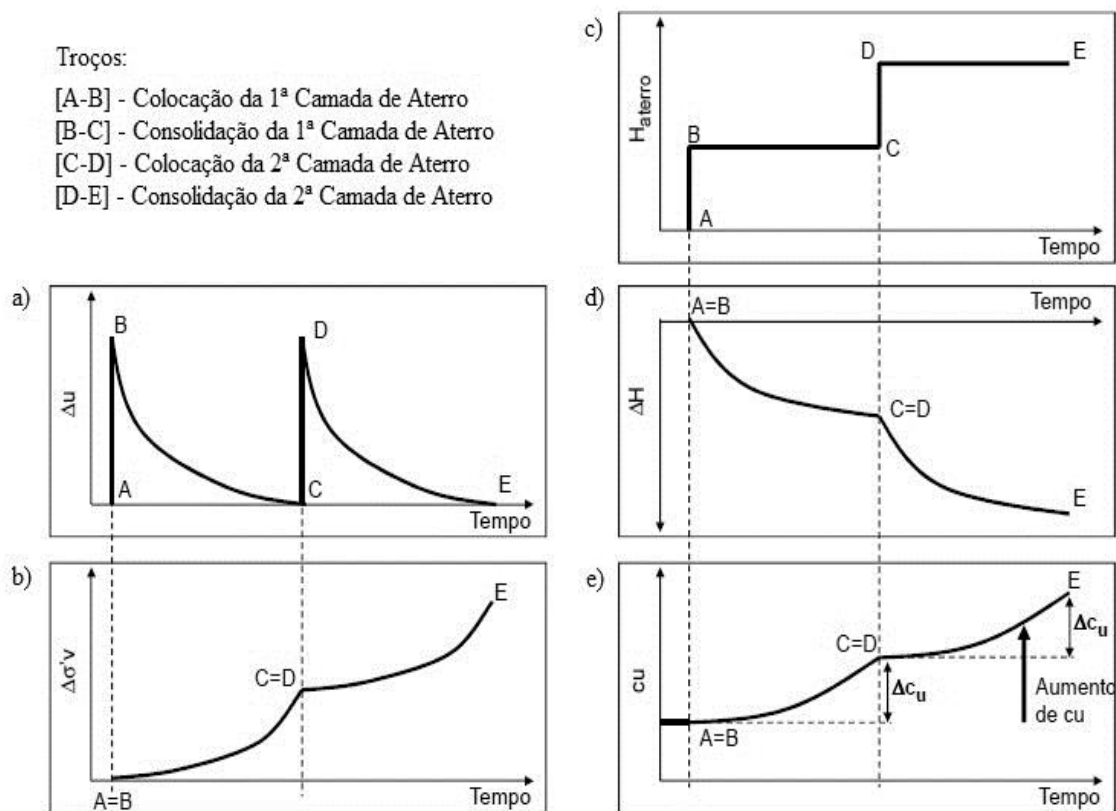 Troços:
[A-B] - Colocação da 1ª Camada de Aterro
[B-C] - Consolidação da 1ª Camada de Aterro
[C-D] - Colocação da 2ª Camada de Aterro
[D-E] - Consolidação da 2ª Camada de Aterro
a)
Δu
B
D
A
C
E
Tempo
b)
Δσ'v
E
C=D
A=B
Tempo
c)
Haterro
D
E
B
C
A
Tempo
d)
Tempo
A=B
ΔH
C=D
E
e)
cu
E
C=D
Δcu
Δcu
A=B
Aumento
de cu
Tempo